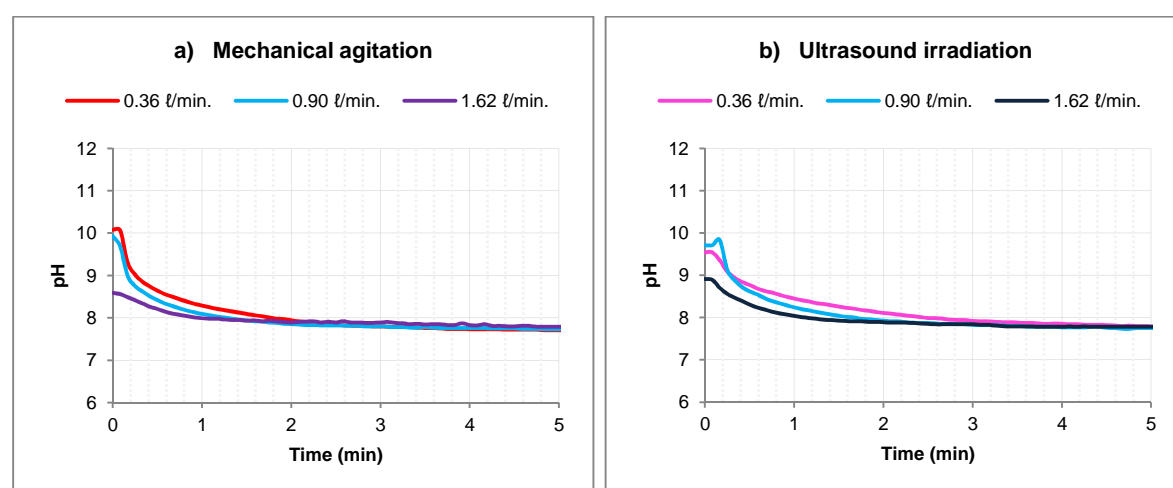 a) Mechanical agitation
0.36 ℓ/min. 0.90 ℓ/min. 1.62 ℓ/min.
12
11
10
9
8
7
6
pH
0 1 2 3 4 5
Time (min)
b) Ultrasound irradiation
0.36 ℓ/min. 0.90 ℓ/min. 1.62 ℓ/min.
12
11
10
9
8
7
6
pH
0 1 2 3 4 5
Time (min)